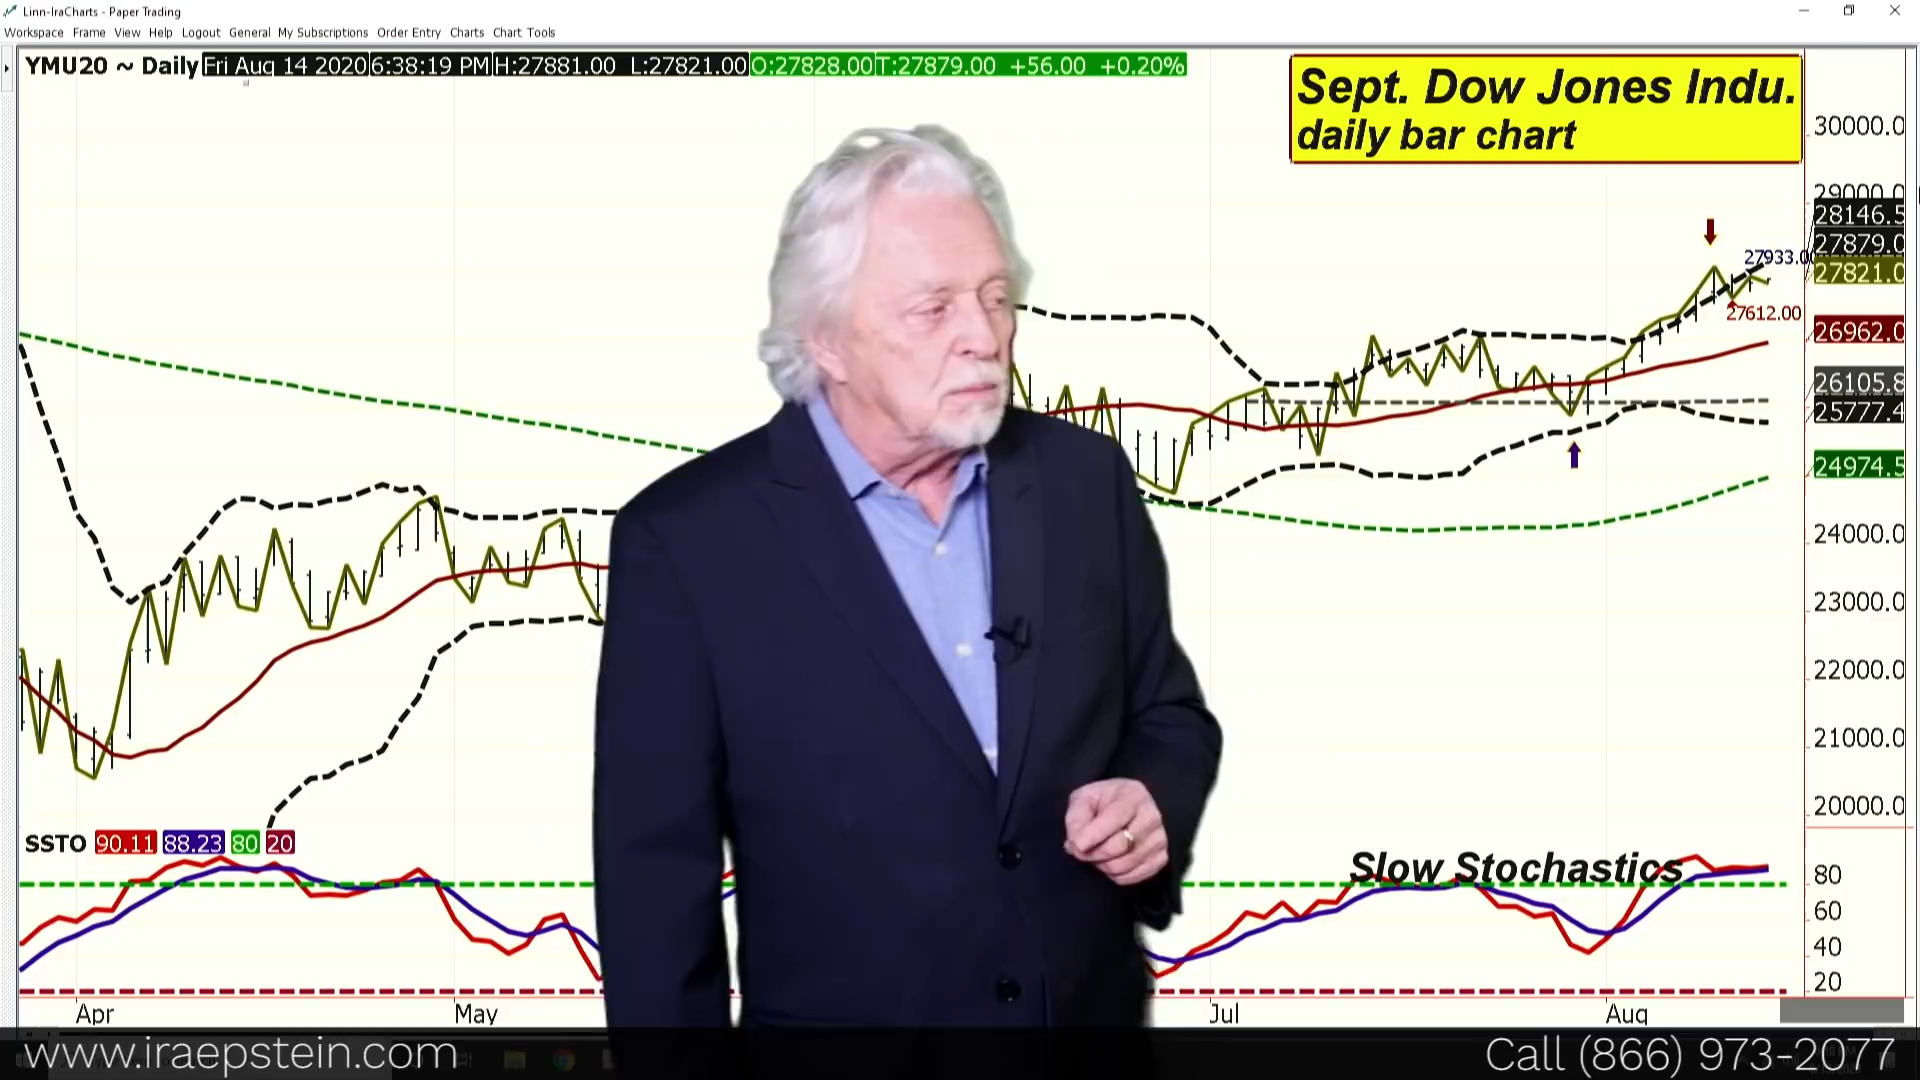 Linn-IraCharts - Paper Trading
Workspace Frame View Help Logout General My Subscriptions Order Entry Charts Chart Tools
YMU20 ~ Daily Fri Aug 14 2020 6:38:19 PM H:27881.00 L:27821.00 O:27828.00 T:27879.00 +56.00 +0.20%
Sept. Dow Jones Indu.
daily bar chart
30000.0
29000.0
28146.5
27879.0
27933.00
27821.0
27612.00
26962.0
26105.8
25777.4
24974.5
24000.0
23000.0
22000.0
21000.0
20000.0
SSTO 90.11 88.23 80 20
Slow Stochastics
80
60
40
20
Apr May Jul Aug
www.iraepstein.com Call (866) 973-2077